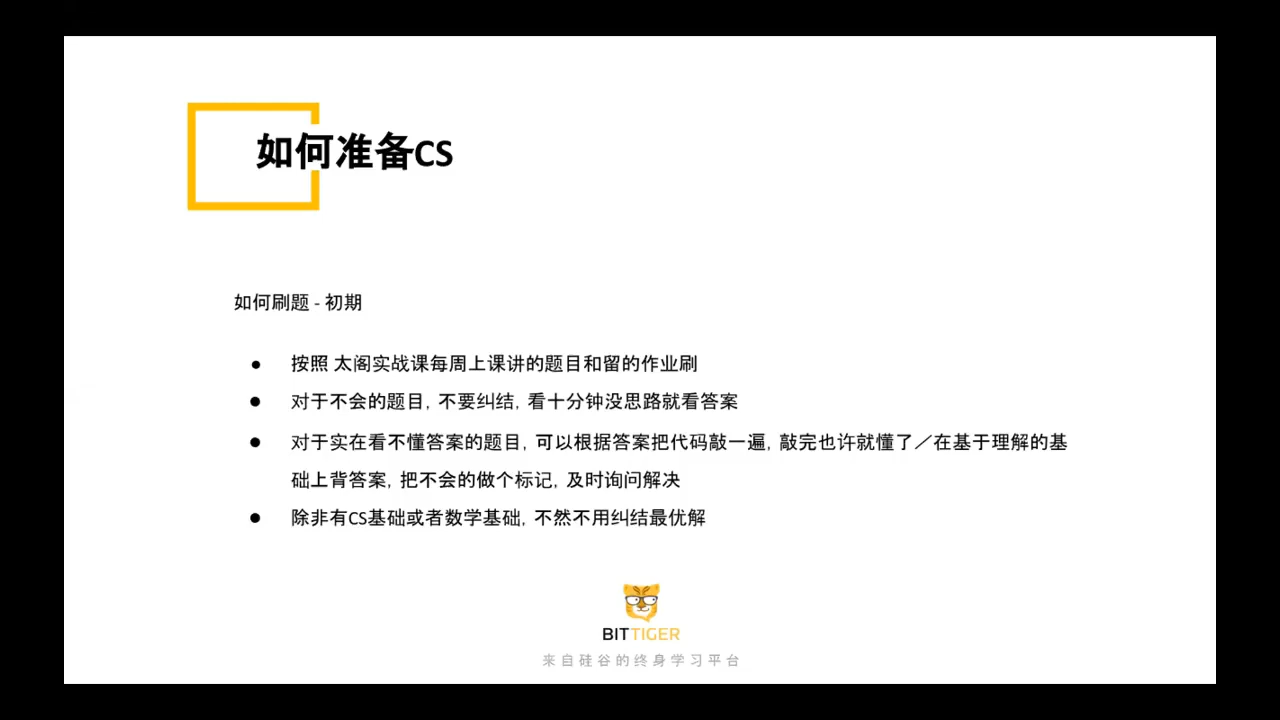 如何准备CS
如何刷题 - 初期
● 按照 太阁实战课每周上课讲的题目和留的作业刷
● 对于不会的题目, 不要纠结, 看十分钟没思路就看答案
● 对于实在看不懂答案的题目, 可以根据答案把代码敲一遍, 敲完也许就懂了／在基于理解的基
础上背答案, 把不会的做个标记, 及时询问解决
● 除非有CS基础或者数学基础, 不然不用纠结最优解
BITTIGER
来自硅谷的终身学习平台